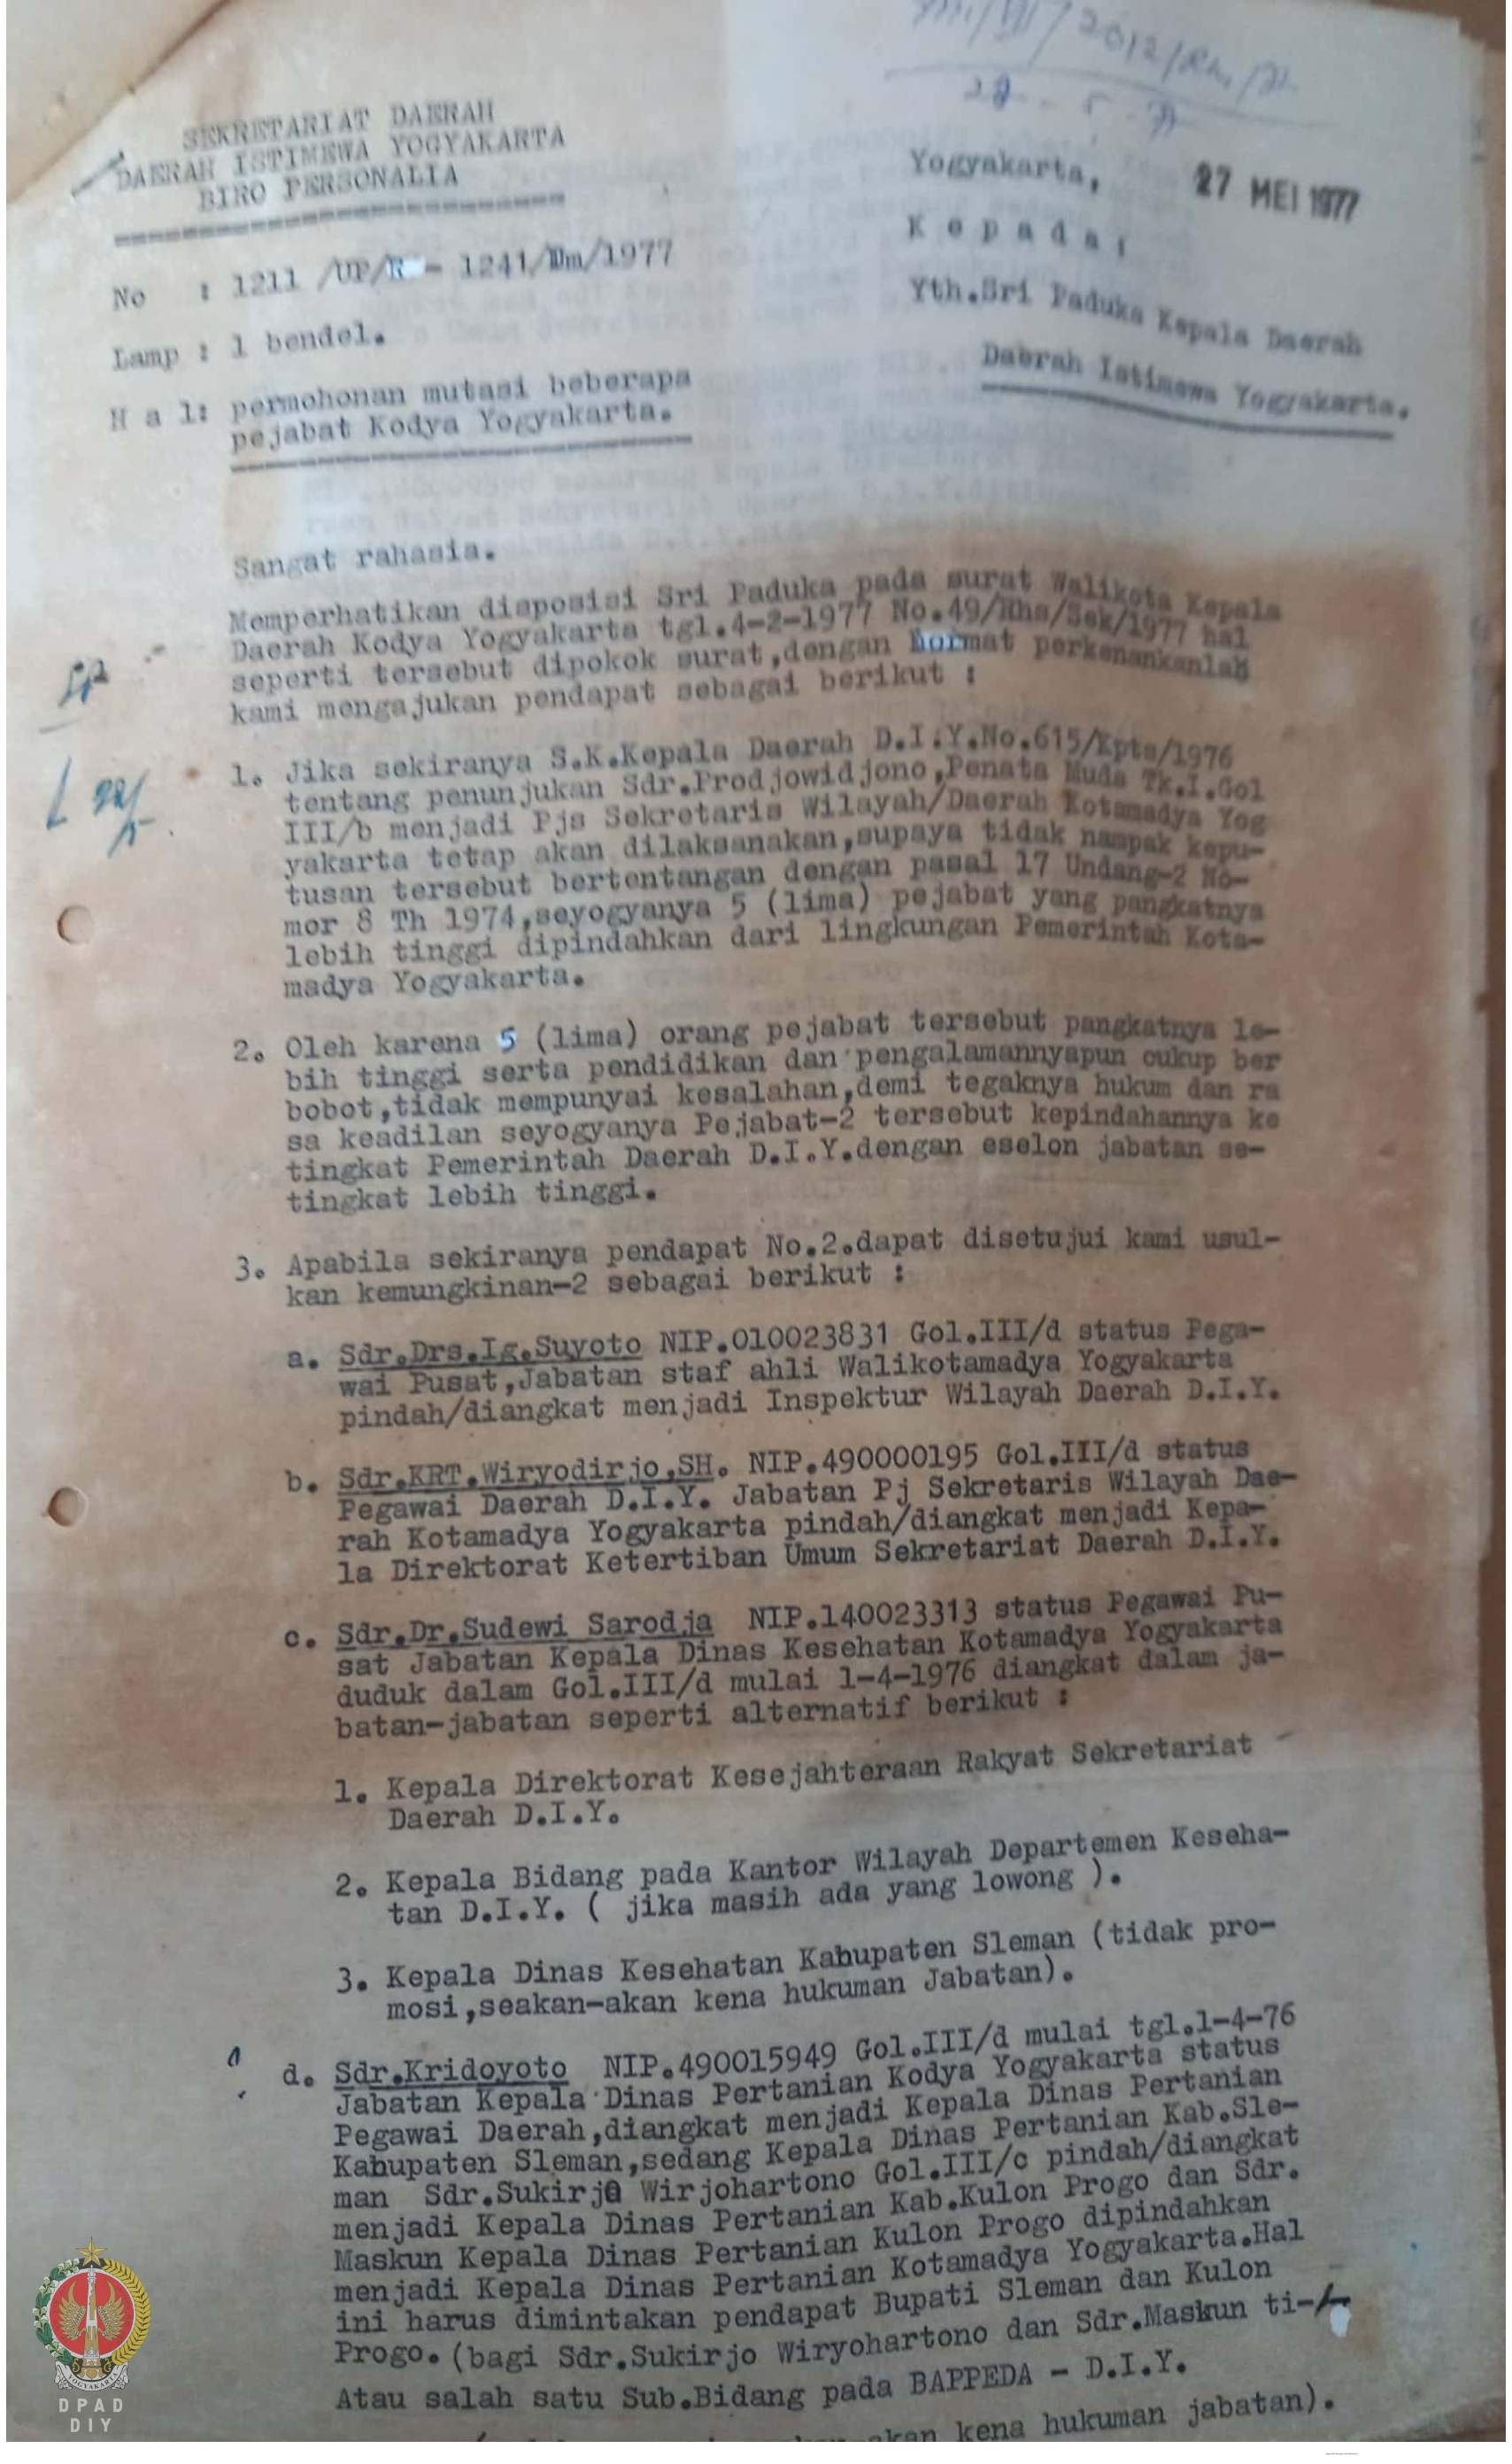 28 - 5 - 77
SEKRETARIAT DAERAH
DAERAH ISTIMEWA YOGYAKARTA
BIRO PERSONALIA
Yogyakarta, 27 MEI 1977
K e p a d a :
No : 1211 /UP/R - 1241/Um/1977
Yth.Sri Paduka Kepala Daerah
Daerah Istimewa Yogyakarta.
Lamp : 1 bendel.
H a l: permohonan mutasi beberapa
pejabat Kodya Yogyakarta.
Sangat rahasia.
Memperhatikan disposisi Sri Paduka pada surat Walikota Kepala
Daerah Kodya Yogyakarta tgl.4-2-1977 No.49/Rhs/Sek/1977 hal
seperti tersebut dipokok surat,dengan hormat perkenankanlah
kami mengajukan pendapat sebagai berikut :
1. Jika sekiranya S.K.Kepala Daerah D.I.Y.No.615/Kpts/1976
tentang penunjukan Sdr.Prodjowidjono,Penata Muda Tk.I.Gol
III/b menjadi Pjs Sekretaris Wilayah/Daerah Kotamadya Yog
yakarta tetap akan dilaksanakan,supaya tidak nampak kepu-
tusan tersebut bertentangan dengan pasal 17 Undang-2 No-
mor 8 Th 1974,seyogyanya 5 (lima) pejabat yang pangkatnya
lebih tinggi dipindahkan dari lingkungan Pemerintah Kota-
madya Yogyakarta.
2. Oleh karena 5 (lima) orang pejabat tersebut pangkatnya le-
bih tinggi serta pendidikan dan pengalamannyapun cukup ber
bobot,tidak mempunyai kesalahan,demi tegaknya hukum dan ra
sa keadilan seyogyanya Pejabat-2 tersebut kepindahannya ke
tingkat Pemerintah Daerah D.I.Y.dengan eselon jabatan se-
tingkat lebih tinggi.
3. Apabila sekiranya pendapat No.2.dapat disetujui kami usul-
kan kemungkinan-2 sebagai berikut :
a. Sdr.Drs.Ig.Suyoto NIP.010023831 Gol.III/d status Pega-
wai Pusat,Jabatan staf ahli Walikotamadya Yogyakarta
pindah/diangkat menjadi Inspektur Wilayah Daerah D.I.Y.
b. Sdr.KRT.Wiryodirjo,SH. NIP.490000195 Gol.III/d status
Pegawai Daerah D.I.Y. Jabatan Pj Sekretaris Wilayah Dae-
rah Kotamadya Yogyakarta pindah/diangkat menjadi Kepa-
la Direktorat Ketertiban Umum Sekretariat Daerah D.I.Y.
c. Sdr.Dr.Sudewi Sarodja NIP.140023313 status Pegawai Pu-
sat Jabatan Kepala Dinas Kesehatan Kotamadya Yogyakarta
duduk dalam Gol.III/d mulai 1-4-1976 diangkat dalam ja-
batan-jabatan seperti alternatif berikut :
1. Kepala Direktorat Kesejahteraan Rakyat Sekretariat
Daerah D.I.Y.
2. Kepala Bidang pada Kantor Wilayah Departemen Keseha-
tan D.I.Y. ( jika masih ada yang lowong ).
3. Kepala Dinas Kesehatan Kabupaten Sleman (tidak pro-
mosi,seakan-akan kena hukuman Jabatan).
d. Sdr.Kridoyoto NIP.490015949 Gol.III/d mulai tgl.1-4-76
Jabatan Kepala Dinas Pertanian Kodya Yogyakarta status
Pegawai Daerah,diangkat menjadi Kepala Dinas Pertanian
Kabupaten Sleman,sedang Kepala Dinas Pertanian Kab.Sle-
man Sdr.Sukirjo Wirjohartono Gol.III/c pindah/diangkat
menjadi Kepala Dinas Pertanian Kab.Kulon Progo dan Sdr.
Maskun Kepala Dinas Pertanian Kulon Progo dipindahkan
menjadi Kepala Dinas Pertanian Kotamadya Yogyakarta.Hal
ini harus dimintakan pendapat Bupati Sleman dan Kulon
Progo.(bagi Sdr.Sukirjo Wiryohartono dan Sdr.Maskun ti-
Atau salah satu Sub.Bidang pada BAPPEDA - D.I.Y.
kena hukuman jabatan).
YOGYAKARTA
DPAD
DIY